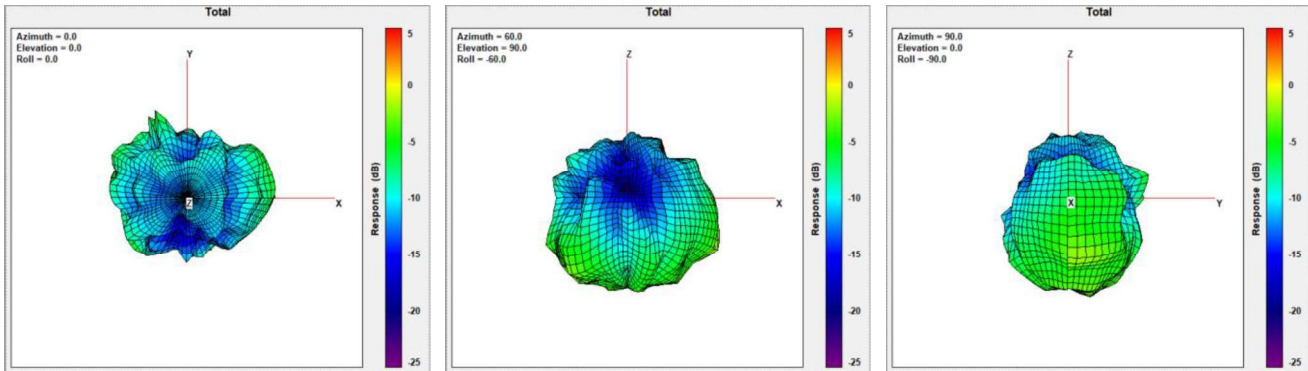 Total
Azimuth = 0.0
Elevation = 0.0
Roll = 0.0
Y
Z
X
5
0
-5
-10
-15
-20
-25
Response (dB)
Total
Azimuth = 60.0
Elevation = 90.0
Roll = -60.0
Z
X
5
0
-5
-10
-15
-20
-25
Response (dB)
Total
Azimuth = 90.0
Elevation = 0.0
Roll = -90.0
Z
X
Y
5
0
-5
-10
-15
-20
-25
Response (dB)